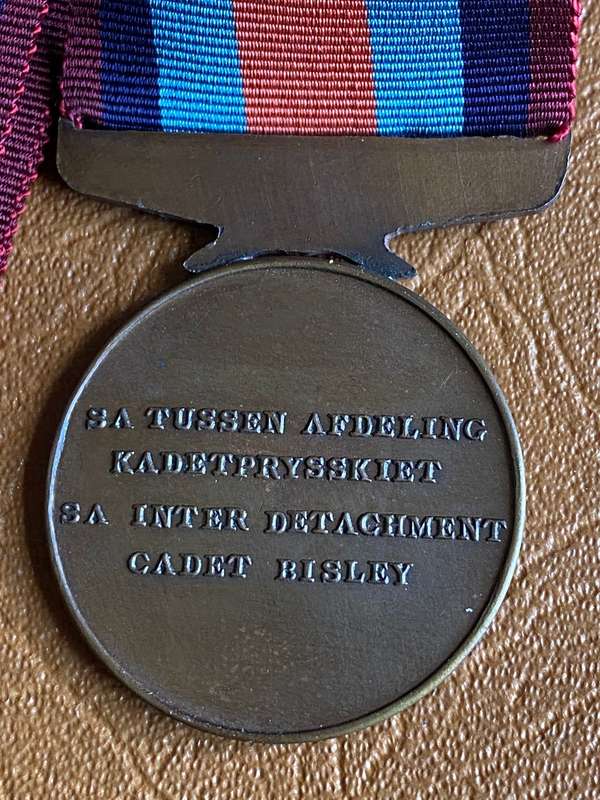 SA TUSSEN AFDELING
KADETPRYSSKIET
SA INTER DETACHMENT
CADET BISLEY